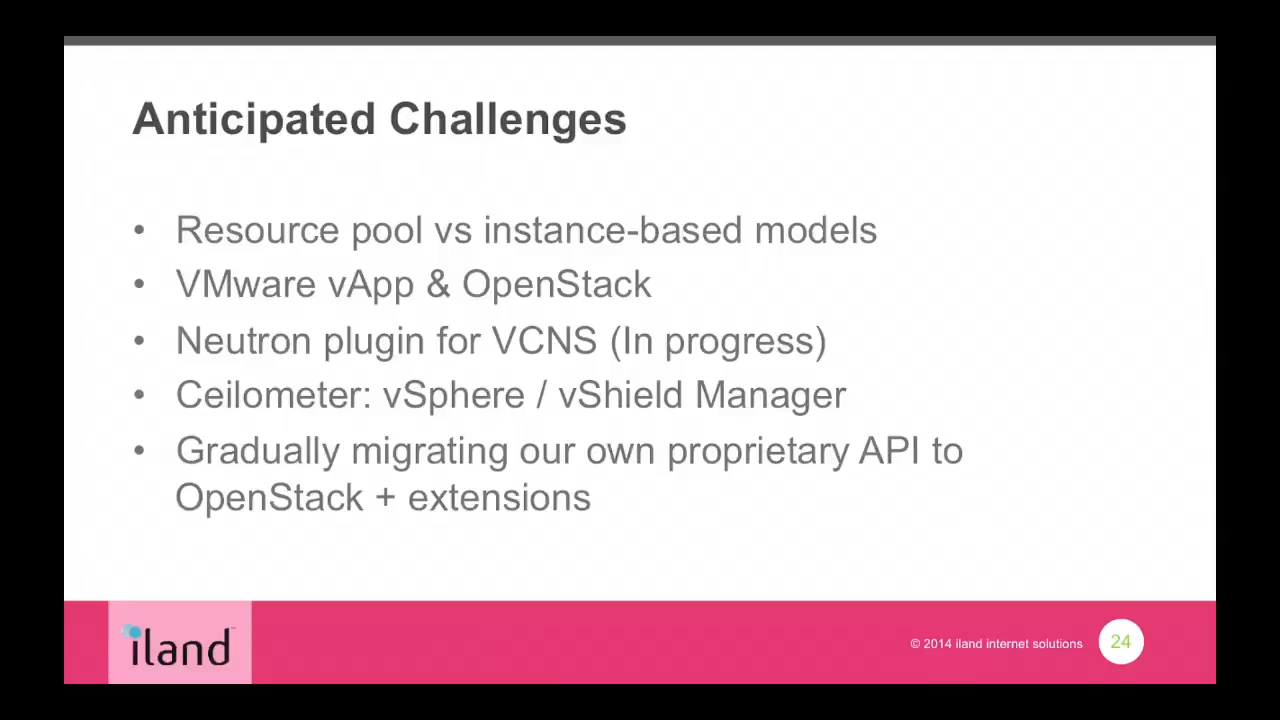 Anticipated Challenges
• Resource pool vs instance-based models
• VMware vApp & OpenStack
• Neutron plugin for VCNS (In progress)
• Ceilometer: vSphere / vShield Manager
• Gradually migrating our own proprietary API to
OpenStack + extensions
iland
© 2014 iland internet solutions
24